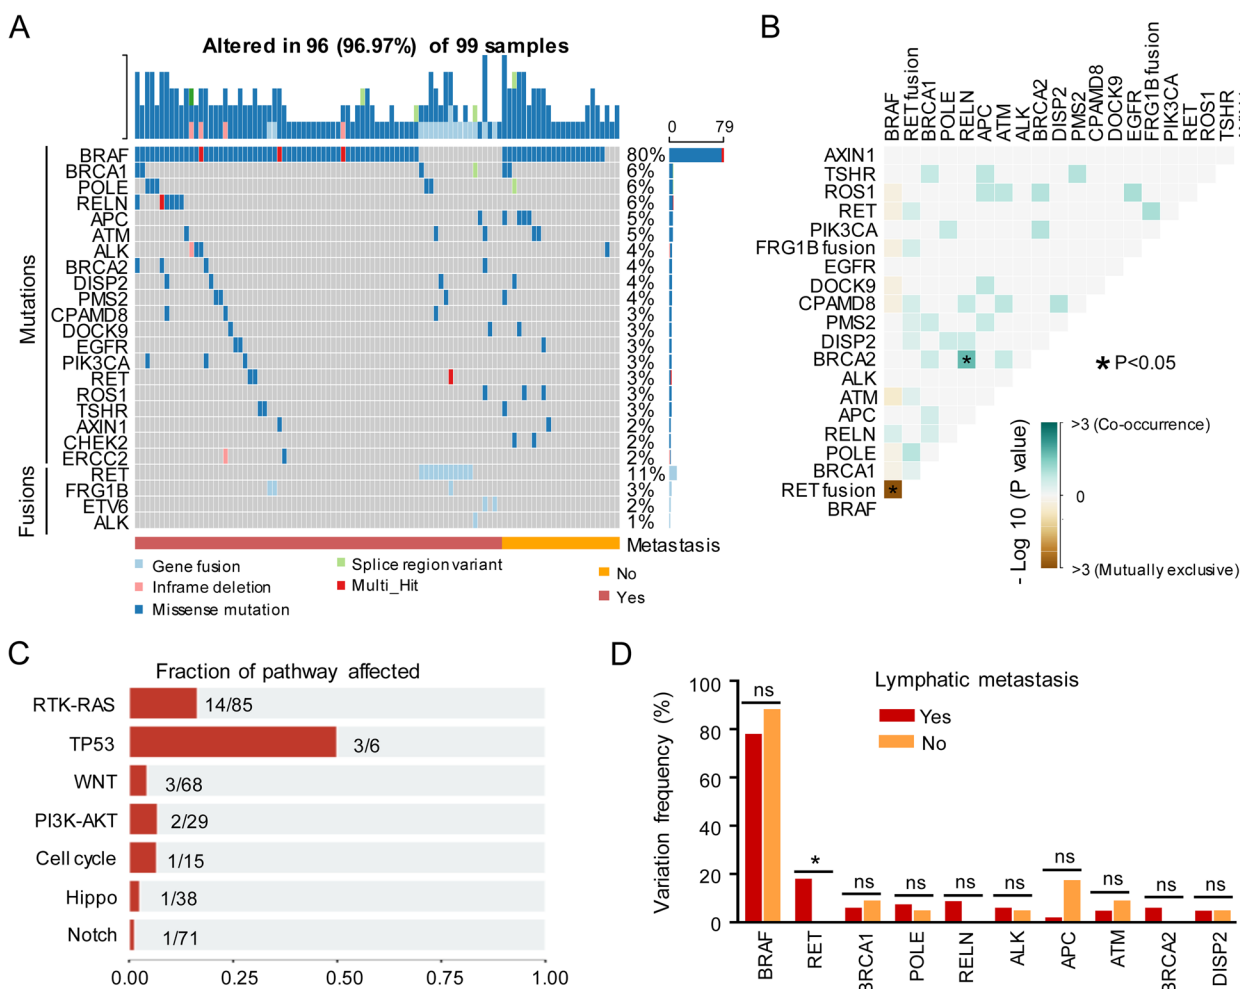 A
Altered in 96 (96.97%) of 99 samples
0 79
Mutations
BRAF 80%
BRCA1 6%
POLE 6%
RELN 6%
APC 5%
ATM 5%
ALK 4%
BRCA2 4%
DISP2 4%
PMS2 4%
CPAMD8 3%
DOCK9 3%
EGFR 3%
PIK3CA 3%
RET 3%
ROS1 3%
TSHR 3%
AXIN1 2%
CHEK2 2%
ERCC2 2%
Fusions
RET 11%
FRG1B 3%
ETV6 2%
ALK 1%
Metastasis
Gene fusion
Inframe deletion
Missense mutation
Splice region variant
Multi_Hit
No
Yes
B
BRAF
RET fusion
BRCA1
POLE
RELN
APC
ATM
ALK
BRCA2
DISP2
PMS2
CPAMD8
DOCK9
EGFR
FRG1B fusion
PIK3CA
RET
ROS1
TSHR
AXIN1
TSHR
ROS1
RET
PIK3CA
FRG1B fusion
EGFR
DOCK9
CPAMD8
PMS2
DISP2
BRCA2 *
ALK
ATM
APC
RELN
POLE
BRCA1
RET fusion *
BRAF
* P<0.05
- Log 10 (P value)
>3 (Co-occurrence)
0
>3 (Mutually exclusive)
C
Fraction of pathway affected
RTK-RAS 14/85
TP53 3/6
WNT 3/68
PI3K-AKT 2/29
Cell cycle 1/15
Hippo 1/38
Notch 1/71
0.00 0.25 0.50 0.75 1.00
D
Lymphatic metastasis
Yes
No
Variation frequency (%)
100
80
60
40
20
0
ns * ns ns ns ns ns ns ns ns
BRAF
RET
BRCA1
POLE
RELN
ALK
APC
ATM
BRCA2
DISP2